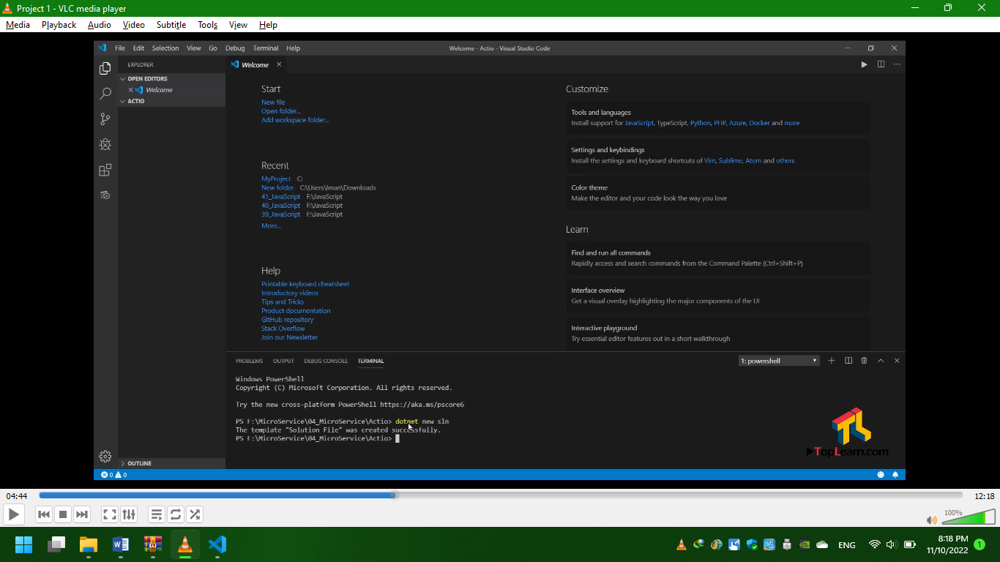 Project 1 - VLC media player
Media Playback Audio Video Subtitle Tools View Help
File Edit Selection View Go Debug Terminal Help
Welcome - Actio - Visual Studio Code
EXPLORER
OPEN EDITORS
Welcome
ACTIO
OUTLINE
Welcome
Start
New file
Open folder...
Add workspace folder...
Recent
MyProject C:
New folder C:\Users\Iman\Downloads
41_JavaScript F:\JavaScript
40_JavaScript F:\JavaScript
39_JavaScript F:\JavaScript
More...
Help
Printable keyboard cheatsheet
Introductory videos
Tips and Tricks
Product documentation
GitHub repository
Stack Overflow
Join our Newsletter
Customize
Tools and languages
Install support for JavaScript, TypeScript, Python, PHP, Azure, Docker and more
Settings and keybindings
Install the settings and keyboard shortcuts of Vim, Sublime, Atom and others
Color theme
Make the editor and your code look the way you love
Learn
Find and run all commands
Rapidly access and search commands from the Command Palette (Ctrl+Shift+P)
Interface overview
Get a visual overlay highlighting the major components of the UI
Interactive playground
Try essential editor features out in a short walkthrough
PROBLEMS OUTPUT DEBUG CONSOLE TERMINAL
1: powershell
Windows PowerShell
Copyright (C) Microsoft Corporation. All rights reserved.
Try the new cross-platform PowerShell https://aka.ms/pscore6
PS F:\MicroService\04_MicroService\Actio> dotnet new sln
The template "Solution File" was created successfully.
PS F:\MicroService\04_MicroService\Actio>
TopLearn.com
0 0
04:44
12:18
100%
ENG
8:18 PM
11/10/2022
1